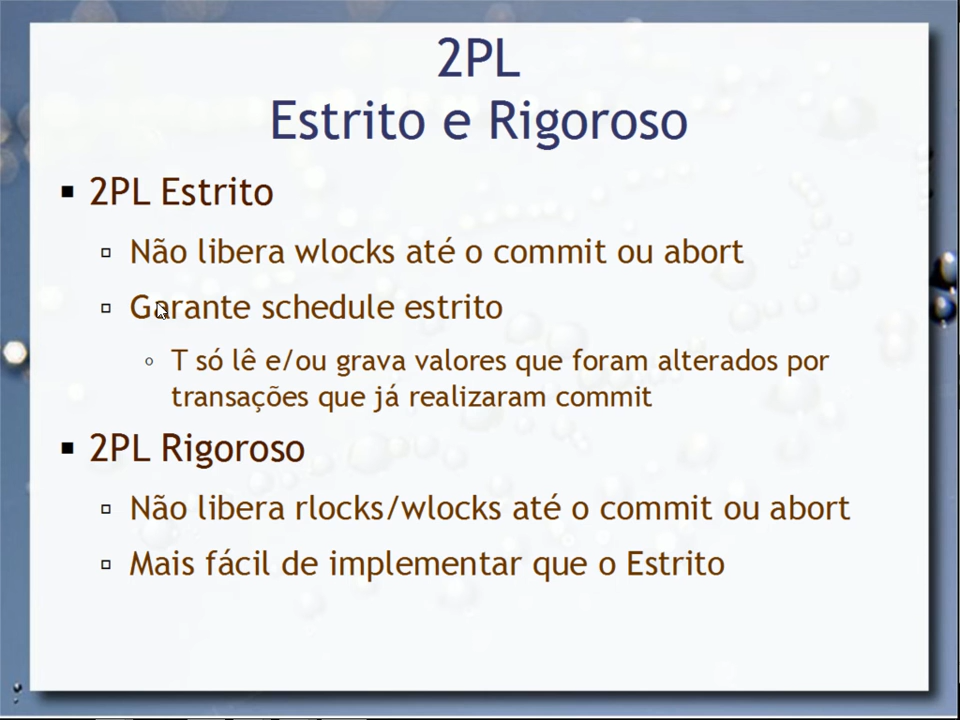 2PL
Estrito e Rigoroso
2PL Estrito
Não libera wlocks até o commit ou abort
Garante schedule estrito
T só lê e/ou grava valores que foram alterados por
transações que já realizaram commit
2PL Rigoroso
Não libera rlocks/wlocks até o commit ou abort
Mais fácil de implementar que o Estrito